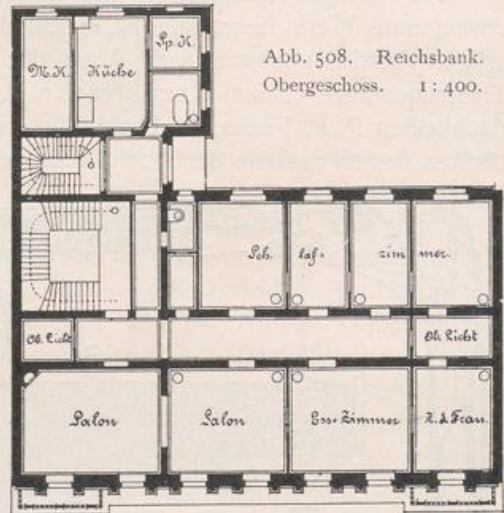 Abb. 508. Reichsbank.
Obergeschoss. 1 : 400.
M. K. Küche Sp. K.
Sch. laf= zim mer.
Ob. Licht Ob. Licht
Salon Salon Ess=Zimmer Z. d. Frau.